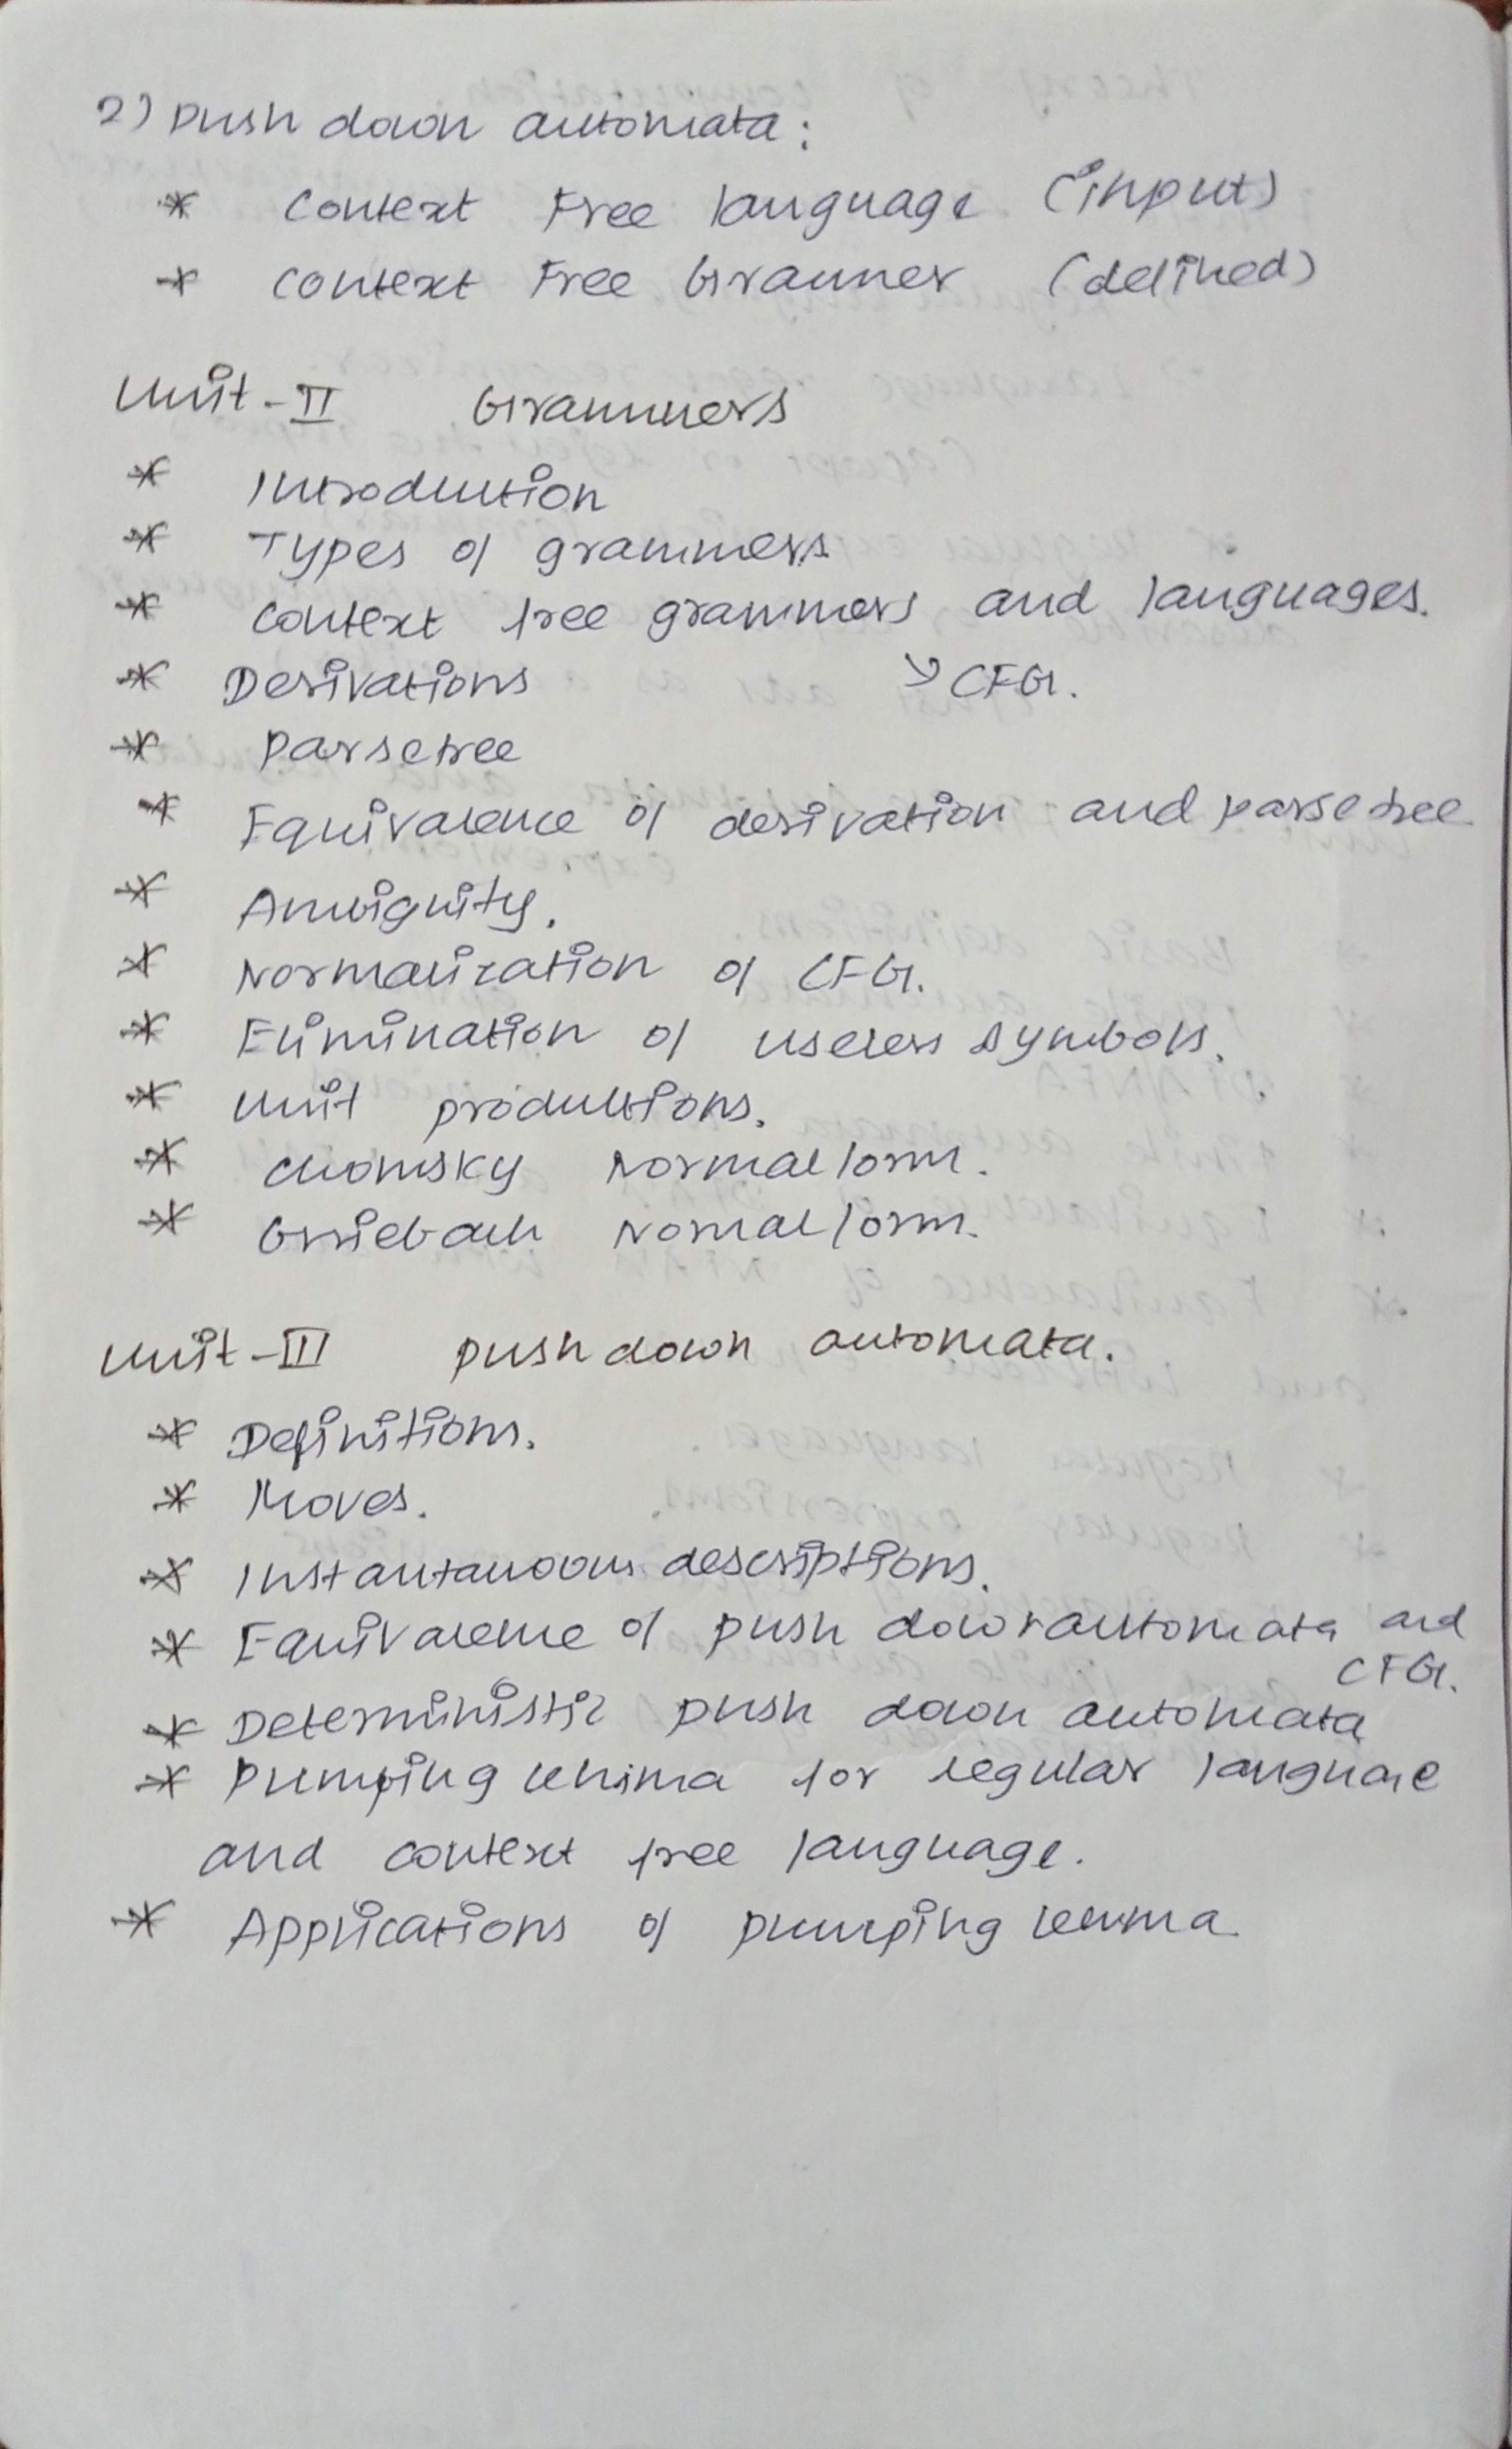 2) Push down automata:
* Context Free language (input)
* Context Free Grammer (defined)
Unit-II Grammers
* Introduction
* Types of grammers
* Context free grammers and languages.
* Derivations ↘ CFG.
* Parsetree
* Equivalence of derivation and parsetree
* Ambiguity.
* Normalization of CFG.
* Elimination of useless symbols.
* Unit productions.
* Chomsky Normal form.
* Griebach Nomal form.
Unit-III push down automata.
* Definitions.
* Moves.
* Instantanoous descriptions.
* Equivalence of push down automata and
CFG.
* Deterministic push down automata
* Pumping lemma for regular language
and context free language.
* Applications of pumping lemma